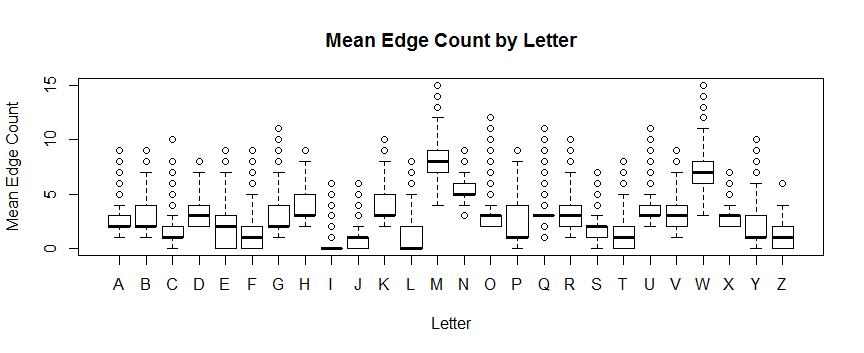 Mean Edge Count by Letter
Mean Edge Count
15
10
5
0
A B C D E F G H I J K L M N O P Q R S T U V W X Y Z
Letter